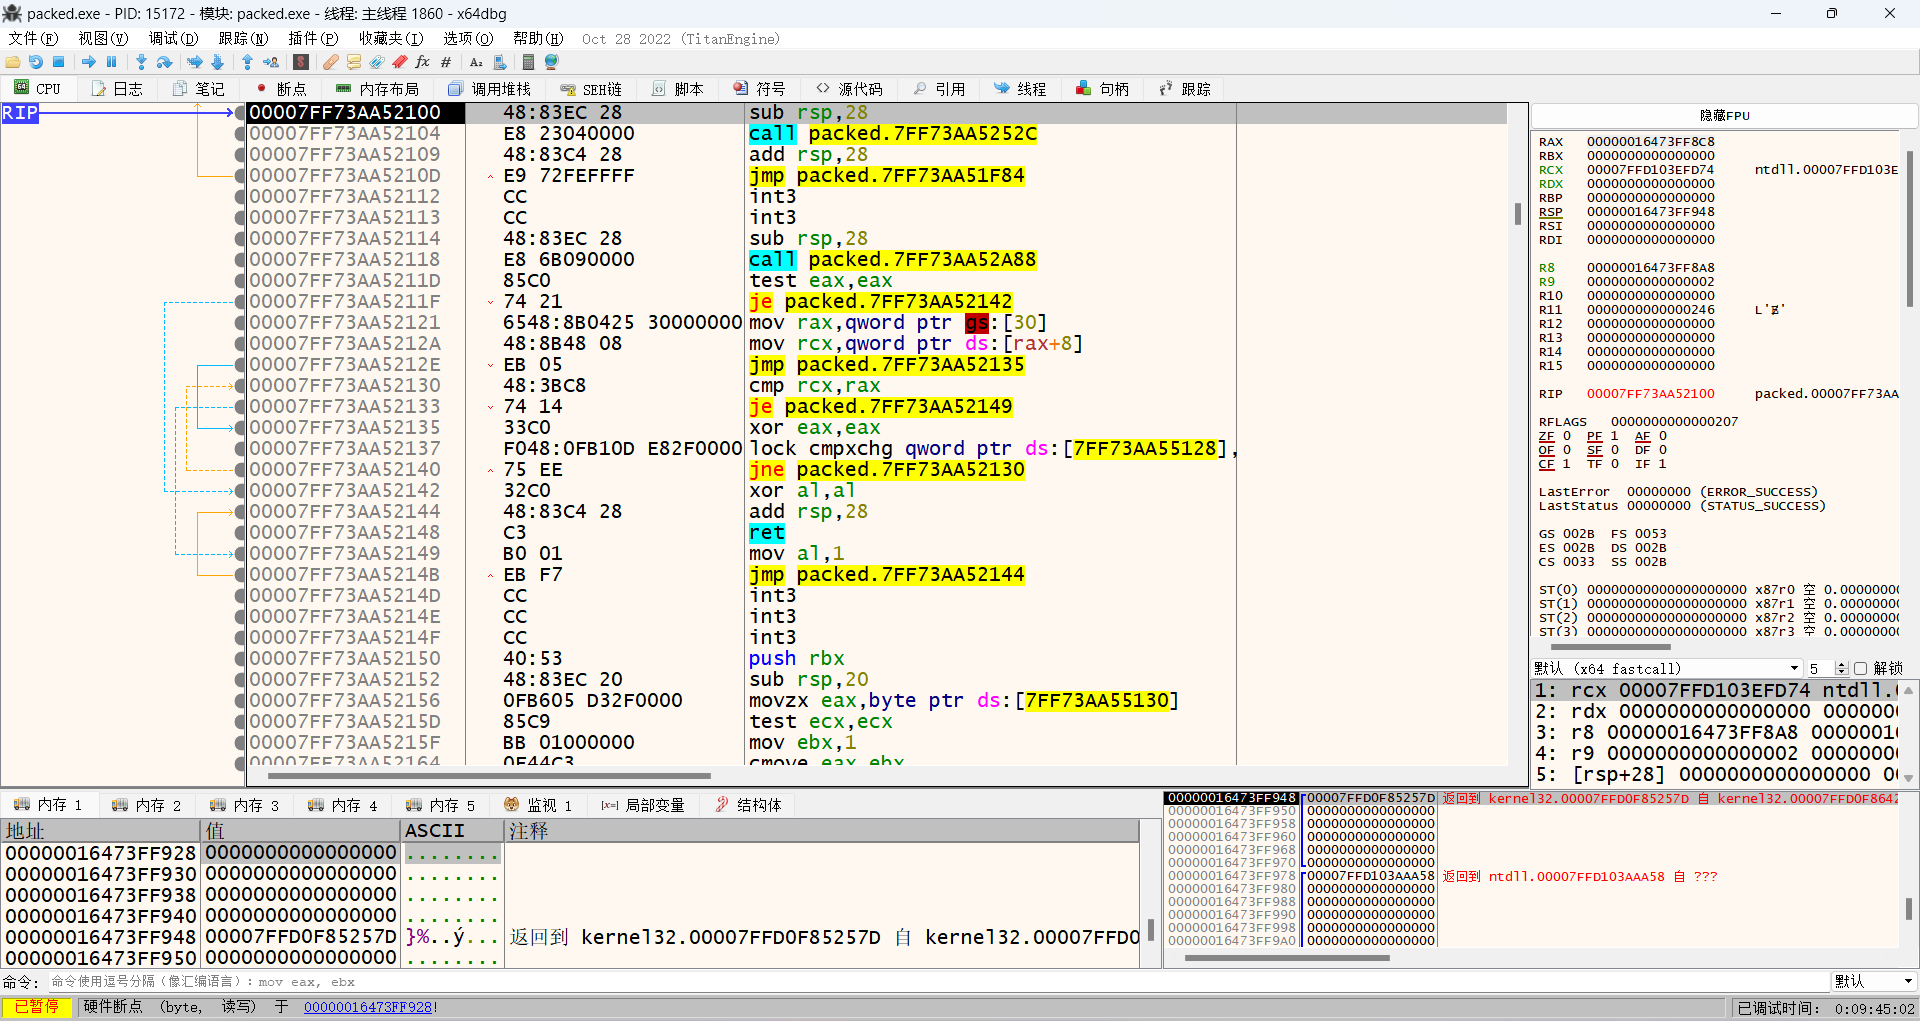 packed.exe - PID: 15172 - 模块: packed.exe - 线程: 主线程 1860 - x64dbg
文件(F) 视图(V) 调试(D) 跟踪(N) 插件(P) 收藏夹(I) 选项(O) 帮助(H) Oct 28 2022 (TitanEngine)
CPU 日志 笔记 断点 内存布局 调用堆栈 SEH链 脚本 符号 源代码 引用 线程 句柄 跟踪
RIP
00007FF73AA52100 48:83EC 28 sub rsp,28
00007FF73AA52104 E8 23040000 call packed.7FF73AA5252C
00007FF73AA52109 48:83C4 28 add rsp,28
00007FF73AA5210D E9 72FEFFFF jmp packed.7FF73AA51F84
00007FF73AA52112 CC int3
00007FF73AA52113 CC int3
00007FF73AA52114 48:83EC 28 sub rsp,28
00007FF73AA52118 E8 6B090000 call packed.7FF73AA52A88
00007FF73AA5211D 85C0 test eax,eax
00007FF73AA5211F 74 21 je packed.7FF73AA52142
00007FF73AA52121 6548:8B0425 30000000 mov rax,qword ptr gs:[30]
00007FF73AA5212A 48:8B48 08 mov rcx,qword ptr ds:[rax+8]
00007FF73AA5212E EB 05 jmp packed.7FF73AA52135
00007FF73AA52130 48:3BC8 cmp rcx,rax
00007FF73AA52133 74 14 je packed.7FF73AA52149
00007FF73AA52135 33C0 xor eax,eax
00007FF73AA52137 F048:0FB10D E82F0000 lock cmpxchg qword ptr ds:[7FF73AA55128],
00007FF73AA52140 75 EE jne packed.7FF73AA52130
00007FF73AA52142 32C0 xor al,al
00007FF73AA52144 48:83C4 28 add rsp,28
00007FF73AA52148 C3 ret
00007FF73AA52149 B0 01 mov al,1
00007FF73AA5214B EB F7 jmp packed.7FF73AA52144
00007FF73AA5214D CC int3
00007FF73AA5214E CC int3
00007FF73AA5214F CC int3
00007FF73AA52150 40:53 push rbx
00007FF73AA52152 48:83EC 20 sub rsp,20
00007FF73AA52156 0FB605 D32F0000 movzx eax,byte ptr ds:[7FF73AA55130]
00007FF73AA5215D 85C9 test ecx,ecx
00007FF73AA5215F BB 01000000 mov ebx,1
00007FF73AA52164 0F44C3 cmove eax,ebx
隐藏FPU
RAX 00000016473FF8C8
RBX 0000000000000000
RCX 00007FFD103EFD74 ntdll.00007FFD103E
RDX 0000000000000000
RBP 0000000000000000
RSP 00000016473FF948
RSI 0000000000000000
RDI 0000000000000000
R8 00000016473FF8A8
R9 0000000000000002
R10 0000000000000000
R11 0000000000000246
R12 0000000000000000
R13 0000000000000000
R14 0000000000000000
R15 0000000000000000
RIP 00007FF73AA52100 packed.00007FF73AA
RFLAGS 0000000000000207
ZF 0 PF 1 AF 0
OF 0 SF 0 DF 0
CF 1 TF 0 IF 1
LastError 00000000 (ERROR_SUCCESS)
LastStatus 00000000 (STATUS_SUCCESS)
GS 002B FS 0053
ES 002B DS 002B
CS 0033 SS 002B
ST(0) 00000000000000000000 x87r0 空 0.0000000
ST(1) 00000000000000000000 x87r1 空 0.0000000
ST(2) 00000000000000000000 x87r2 空 0.0000000
ST(3) 00000000000000000000 x87r3 空 0.0000000
默认 (x64 fastcall) 5 解锁
1: rcx 00007FFD103EFD74 ntdll.
2: rdx 0000000000000000 000000
3: r8 00000016473FF8A8 0000001
4: r9 0000000000000002 0000000
5: [rsp+28] 0000000000000000 00
内存 1 内存 2 内存 3 内存 4 内存 5 监视 1 [x=] 局部变量 结构体
地址 值 ASCII 注释
00000016473FF928 0000000000000000 ........
00000016473FF930 0000000000000000 ........
00000016473FF938 0000000000000000 ........
00000016473FF940 0000000000000000 ........
00000016473FF948 00007FFD0F85257D }%..ý... 返回到 kernel32.00007FFD0F85257D 自 kernel32.00007FFD0
00000016473FF950 0000000000000000 ........
00000016473FF948 00007FFD0F85257D 返回到 kernel32.00007FFD0F85257D 自 kernel32.00007FFD0F8642
00000016473FF950 0000000000000000
00000016473FF958 0000000000000000
00000016473FF960 0000000000000000
00000016473FF968 0000000000000000
00000016473FF970 0000000000000000
00000016473FF978 00007FFD103AAA58 返回到 ntdll.00007FFD103AAA58 自 ???
00000016473FF980 0000000000000000
00000016473FF988 0000000000000000
00000016473FF990 0000000000000000
00000016473FF998 0000000000000000
00000016473FF9A0 0000000000000000
命令: 命令使用逗号分隔（像汇编语言）: mov eax, ebx 默认
已暂停 硬件断点 (byte, 读写) 于 00000016473FF928! 已调试时间: 0:09:45:02